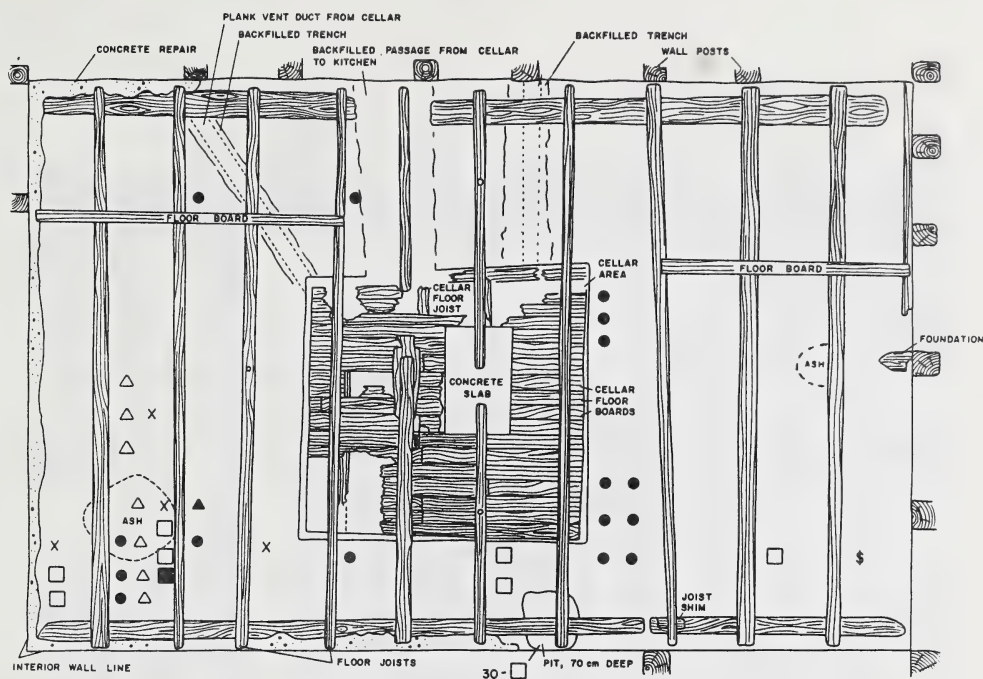 PLANK VENT DUCT FROM CELLAR
BACKFILLED TRENCH
CONCRETE REPAIR
BACKFILLED PASSAGE FROM CELLAR
TO KITCHEN
BACKFILLED TRENCH
WALL POSTS
FLOOR BOARD
CELLAR
AREA
FLOOR BOARD
CELLAR
FLOOR
JOIST
FOUNDATION
ASH
CONCRETE
SLAB
CELLAR
FLOOR
BOARDS
X
ASH
X
X
X
$
JOIST
SHIM
INTERIOR WALL LINE
FLOOR JOISTS
30-
PIT, 70 cm DEEP